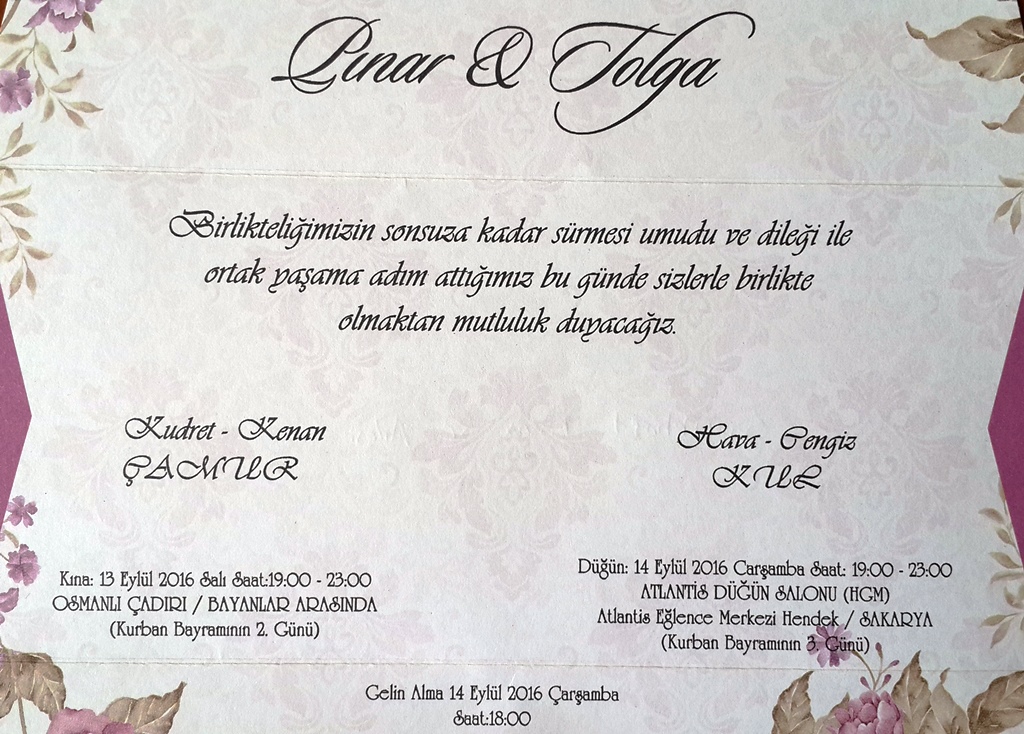 Pınar & Tolga
Birlikteliğimizin sonsuza kadar sürmesi umudu ve dileği ile
ortak yaşama adım attığımız bu günde sizlerle birlikte
olmaktan mutluluk duyacağız.
Kudret - Kenan
ÇAMUR
Hava - Cengiz
KUL
Kına: 13 Eylül 2016 Salı Saat:19:00 - 23:00
OSMANLI ÇADIRI / BAYANLAR ARASINDA
(Kurban Bayramının 2. Günü)
Düğün: 14 Eylül 2016 Çarşamba Saat: 19:00 - 23:00
ATLANTİS DÜĞÜN SALONU (HGM)
Atlantis Eğlence Merkezi Hendek / SAKARYA
(Kurban Bayramının 3. Günü)
Gelin Alma 14 Eylül 2016 Çarşamba
Saat:18:00